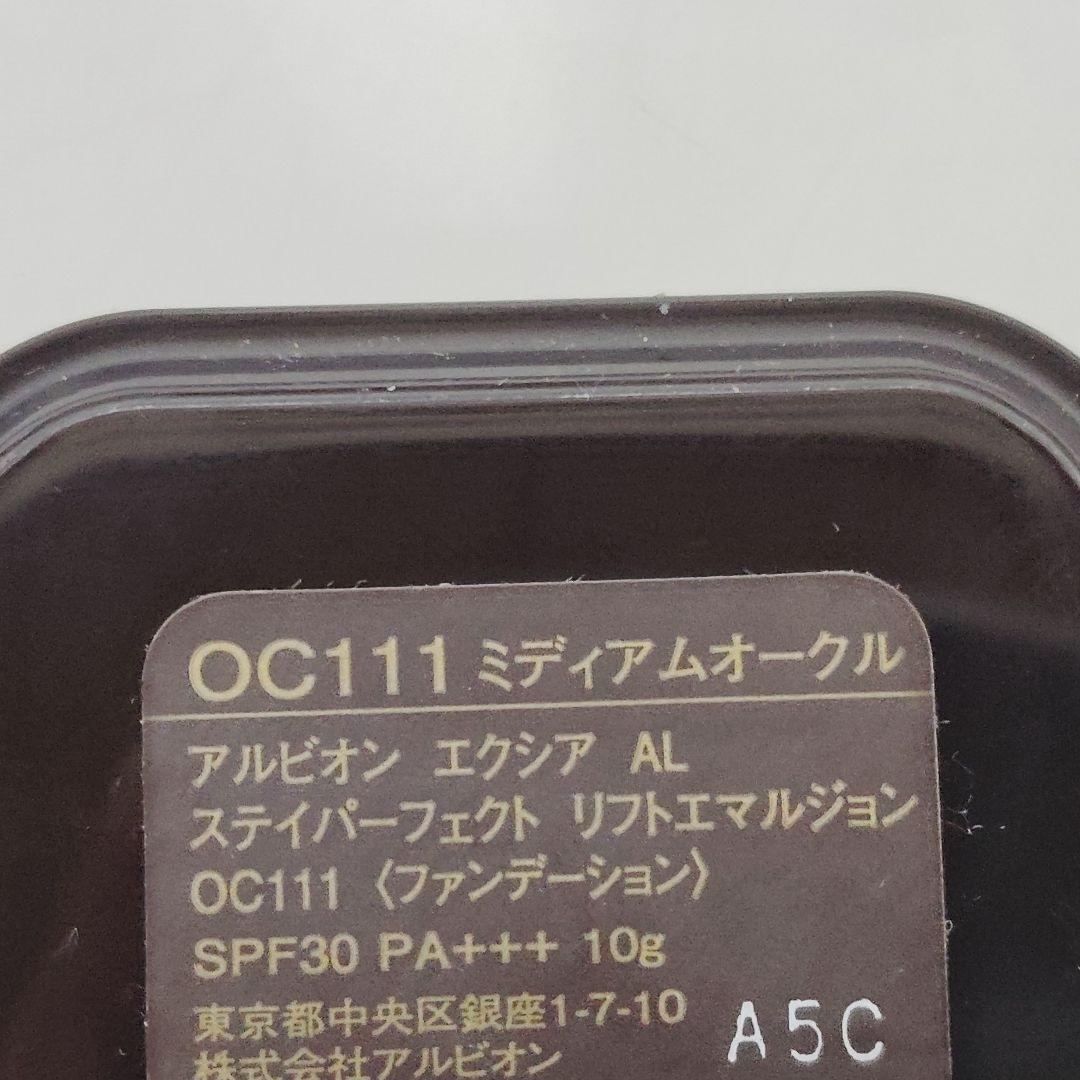 OC111 ミディアムオークル
アルビオン エクシア AL
ステイパーフェクト リフトエマルジョン
OC111 〈ファンデーション〉
SPF30 PA+++ 10g
東京都中央区銀座1-7-10
株式会社アルビオン
A5C